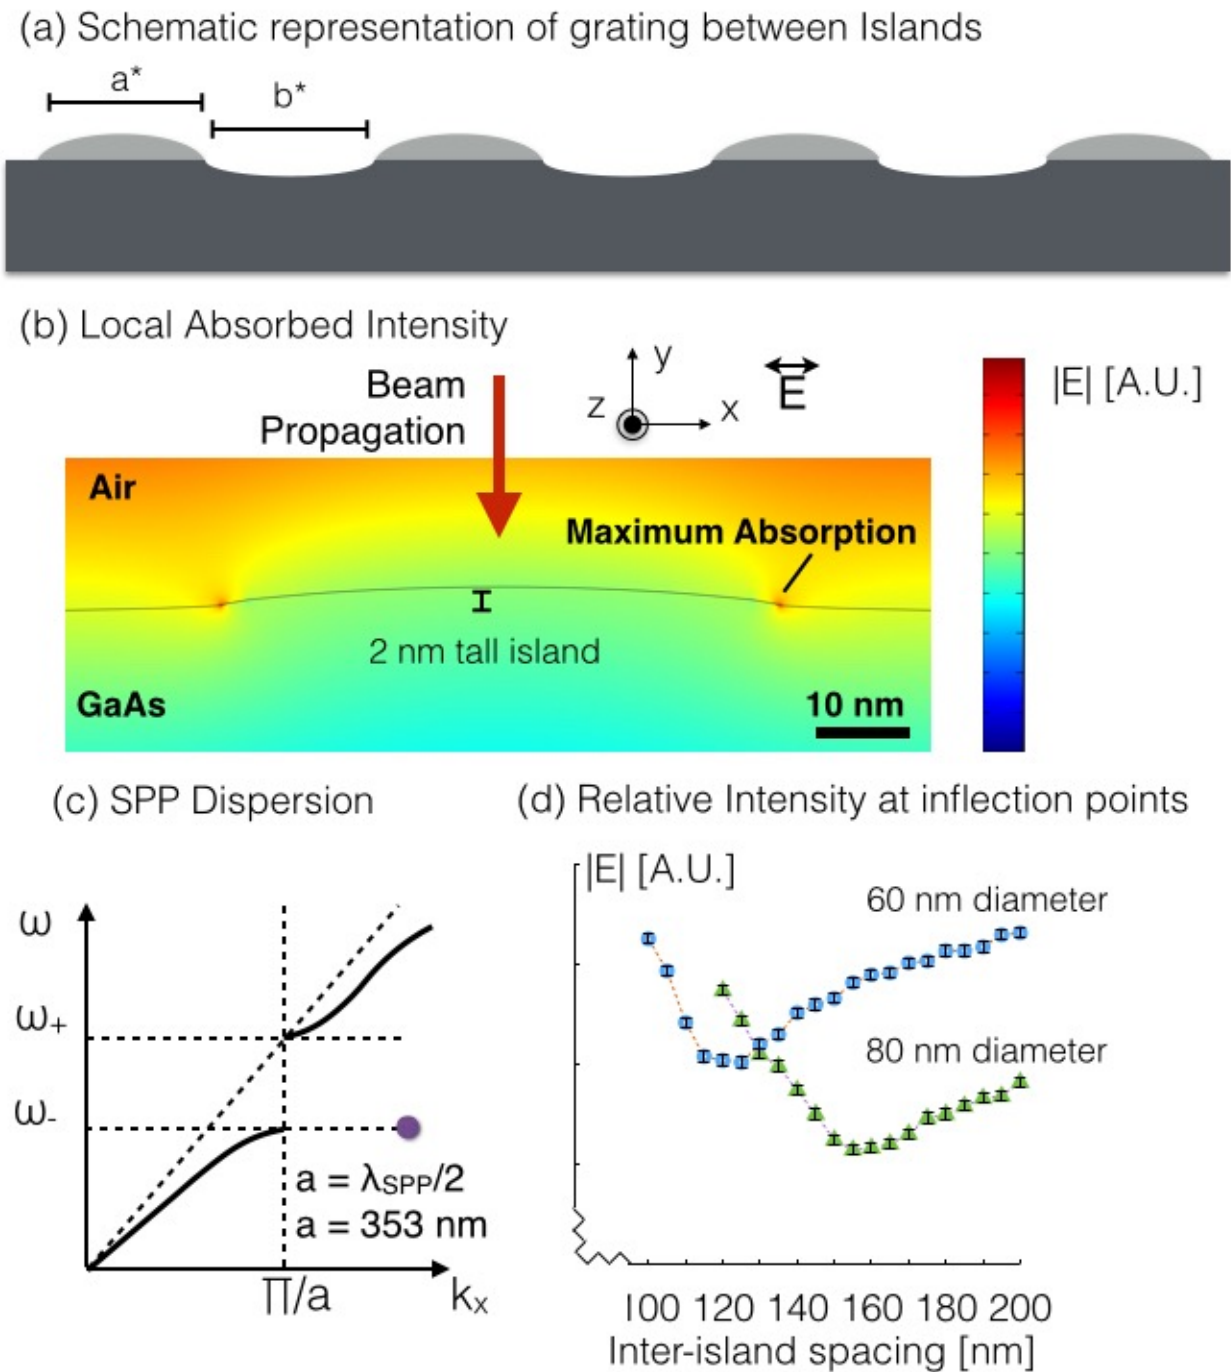 (a) Schematic representation of grating between Islands
a*
b*
(b) Local Absorbed Intensity
Beam
Propagation
y
z
x
E
|E| [A.U.]
Air
Maximum Absorption
2 nm tall island
GaAs
10 nm
(c) SPP Dispersion
ω
ω+
ω-
a = λSPP/2
a = 353 nm
Π/a
kx
(d) Relative Intensity at inflection points
|E| [A.U.]
60 nm diameter
80 nm diameter
100 120 140 160 180 200
Inter-island spacing [nm]